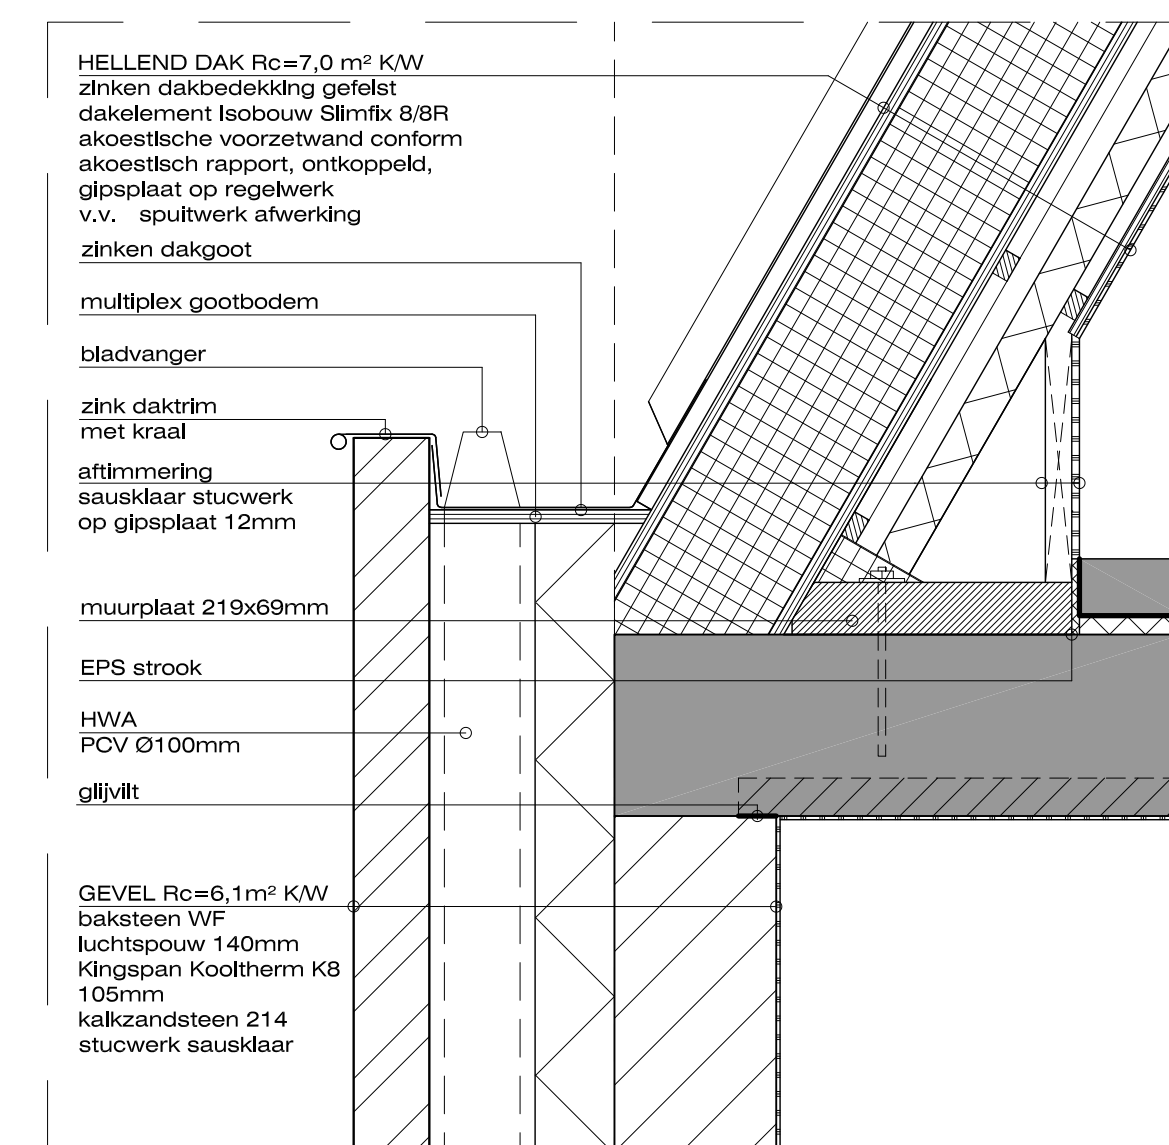 HELLEND DAK Rc=7,0 m² K/W
zinken dakbedekking gefelst
dakelement Isobouw Slimfix 8/8R
akoestische voorzetwand conform
akoestisch rapport, ontkoppeld,
gipsplaat op regelwerk
v.v. spuitwerk afwerking
zinken dakgoot
multiplex gootbodem
bladvanger
zink daktrim
met kraal
aftimmering
sausklaar stucwerk
op gipsplaat 12mm
muurplaat 219x69mm
EPS strook
HWA
PCV Ø100mm
glijvilt
GEVEL Rc=6,1m² K/W
baksteen WF
luchtspouw 140mm
Kingspan Kooltherm K8
105mm
kalkzandsteen 214
stucwerk sausklaar